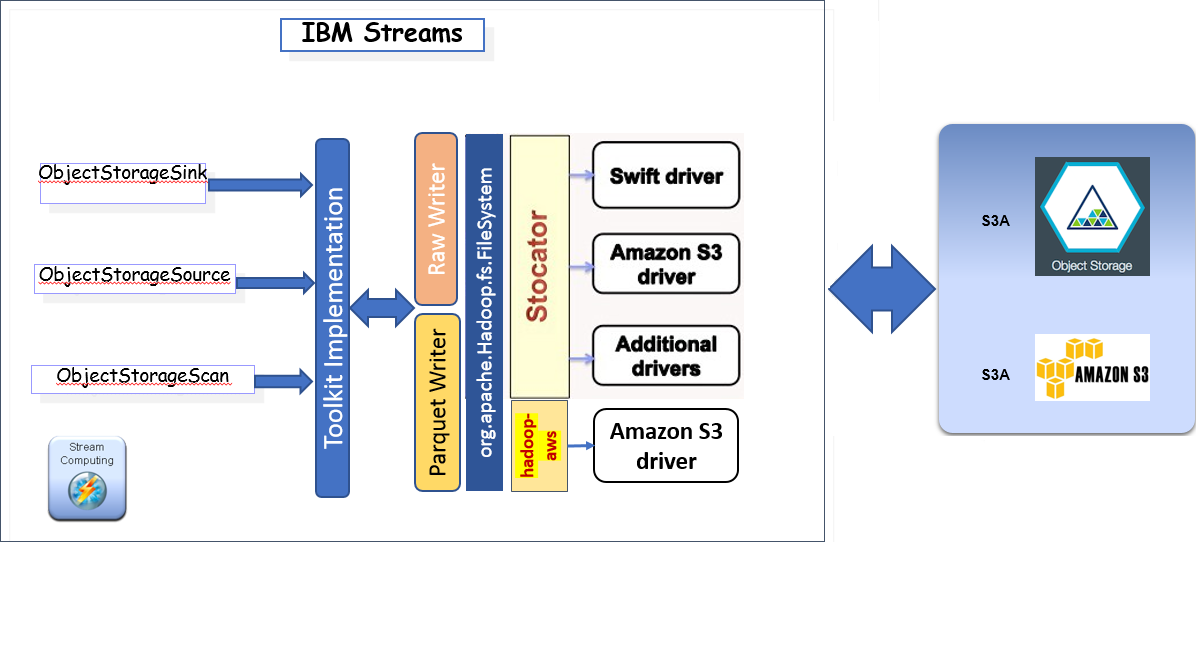 IBM Streams
ObjectStorageSink
ObjectStorageSource
ObjectStorageScan
Stream
Computing
Toolkit Implementation
Raw Writer
Parquet Writer
org.apache.Hadoop.fs.FileSystem
Stocator
hadoop-
aws
Swift driver
Amazon S3
driver
Additional
drivers
Amazon S3
driver
S3A
Object Storage
S3A
AMAZON S3